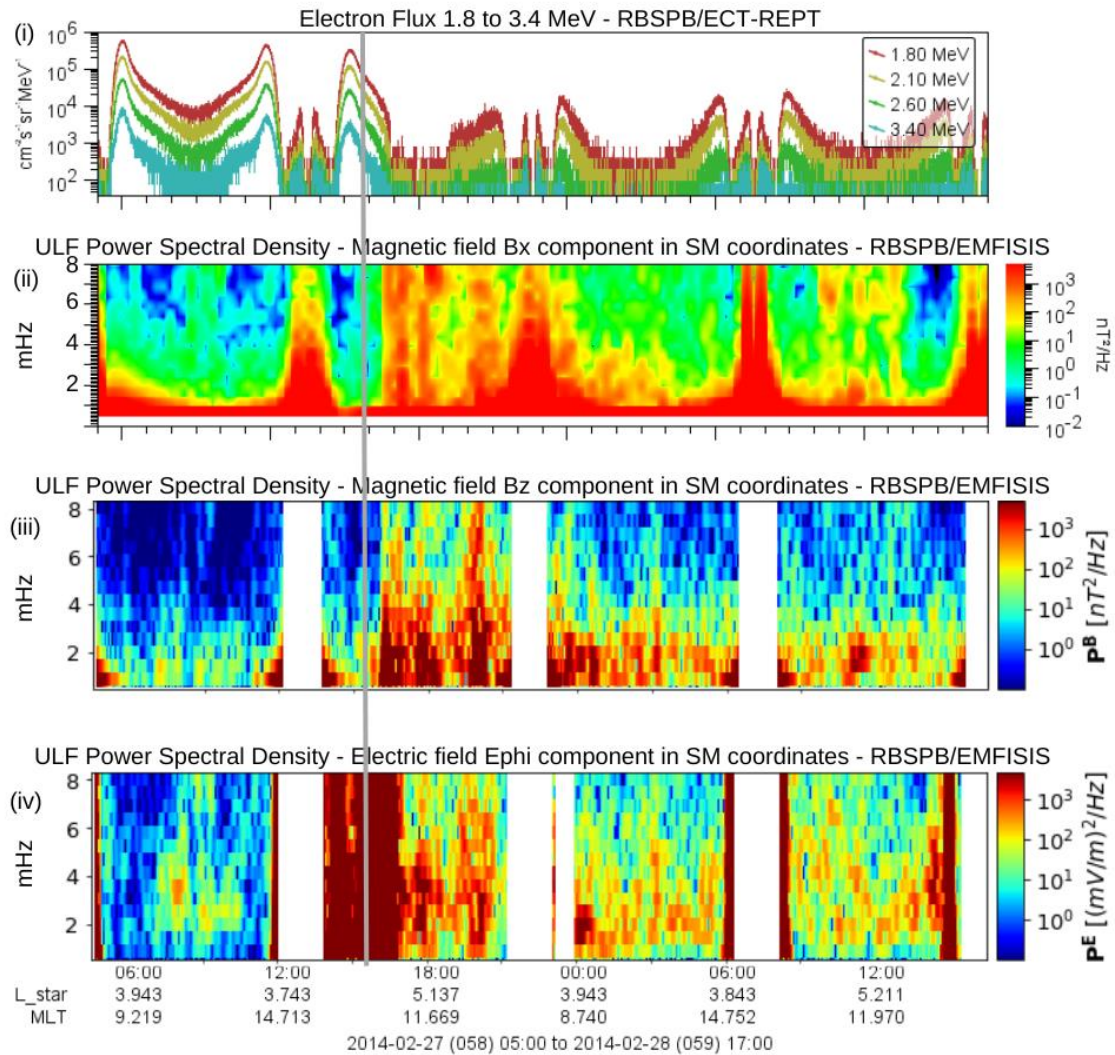 Electron Flux 1.8 to 3.4 MeV - RBSPB/ECT-REPT
(i)
10^6
10^5
10^4
10^3
10^2
cm⁻²s⁻¹sr⁻¹MeV⁻¹
1.80 MeV
2.10 MeV
2.60 MeV
3.40 MeV
ULF Power Spectral Density - Magnetic field Bx component in SM coordinates - RBSPB/EMFISIS
(ii)
8
6
4
2
mHz
10^3
10^2
10^1
10^0
10^-1
10^-2
nT²/Hz
ULF Power Spectral Density - Magnetic field Bz component in SM coordinates - RBSPB/EMFISIS
(iii)
8
6
4
2
mHz
10^3
10^2
10^1
10^0
P^B [nT^2/Hz]
ULF Power Spectral Density - Electric field Ephi component in SM coordinates - RBSPB/EMFISIS
(iv)
8
6
4
2
mHz
10^3
10^2
10^1
10^0
P^E [(mV/m)^2/Hz]
06:00 12:00 18:00 00:00 06:00 12:00
L_star 3.943 3.743 5.137 3.943 3.843 5.211
MLT 9.219 14.713 11.669 8.740 14.752 11.970
2014-02-27 (058) 05:00 to 2014-02-28 (059) 17:00